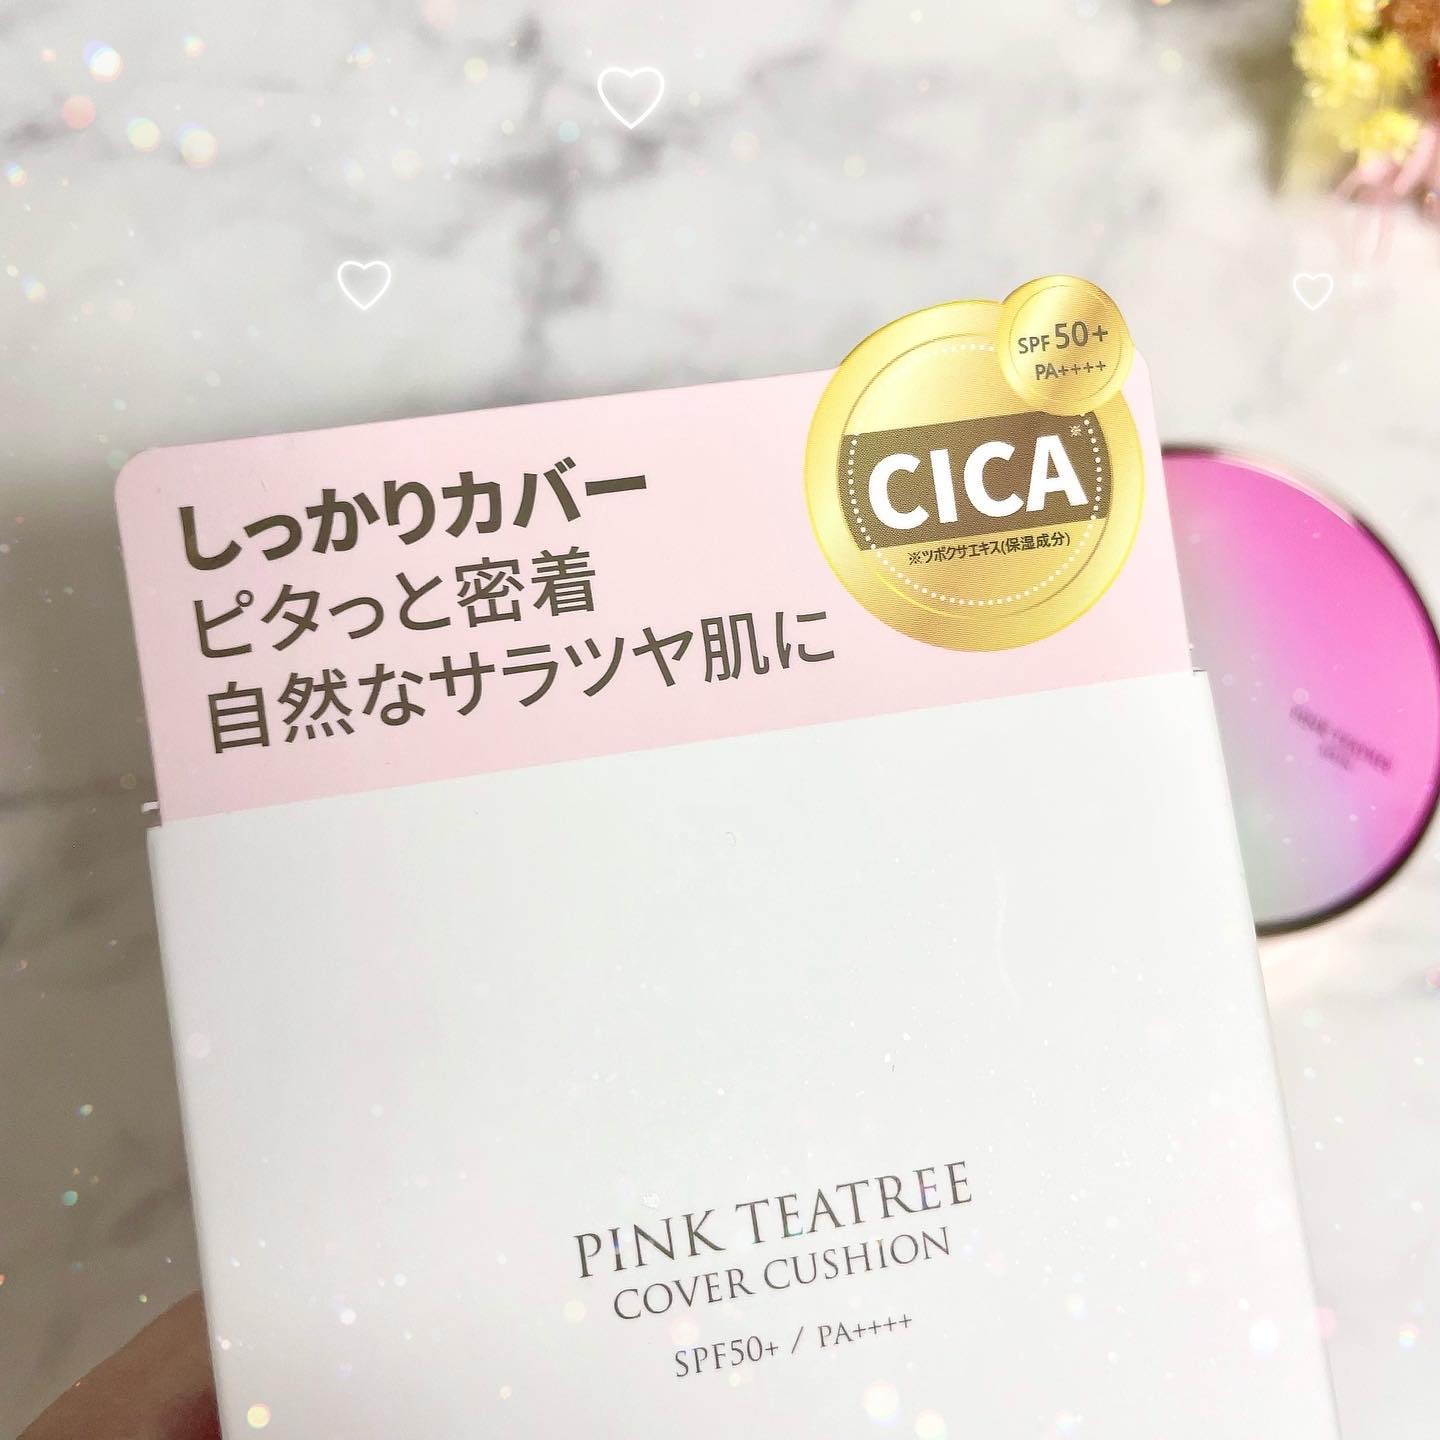 しっかりカバー
ピタっと密着
自然なサラツヤ肌に
SPF 50+
PA++++
CICA※
※ツボクサエキス(保湿成分)
PINK TEATREE
COVER CUSHION
SPF50+ / PA++++
PINK TEATREE